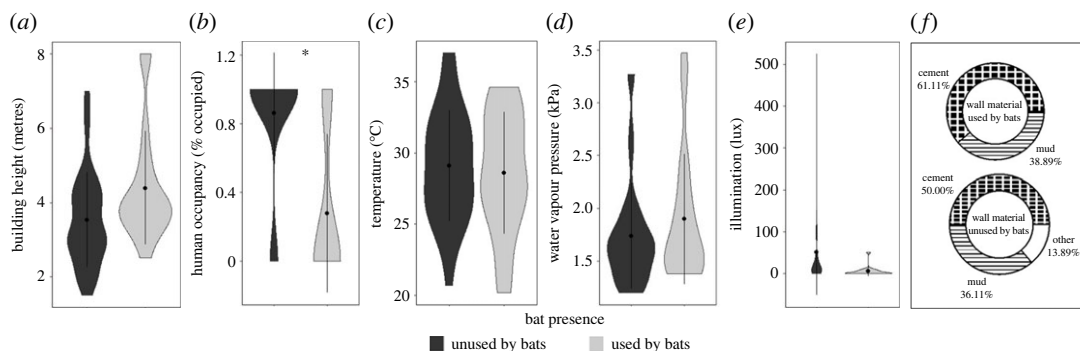 (a)
(b)
(c)
(d)
(e)
(f)
building height (metres)
8
6
4
2
human occupancy (% occupied)
1.2
0.8
0.4
0
*
temperature (°C)
35
30
25
20
water vapour pressure (kPa)
3.5
3.0
2.5
2.0
1.5
illumination (lux)
500
400
300
200
100
0
cement
61.11%
wall material
used by bats
mud
38.89%
cement
50.00%
wall material
unused by bats
other
13.89%
mud
36.11%
bat presence
unused by bats
used by bats